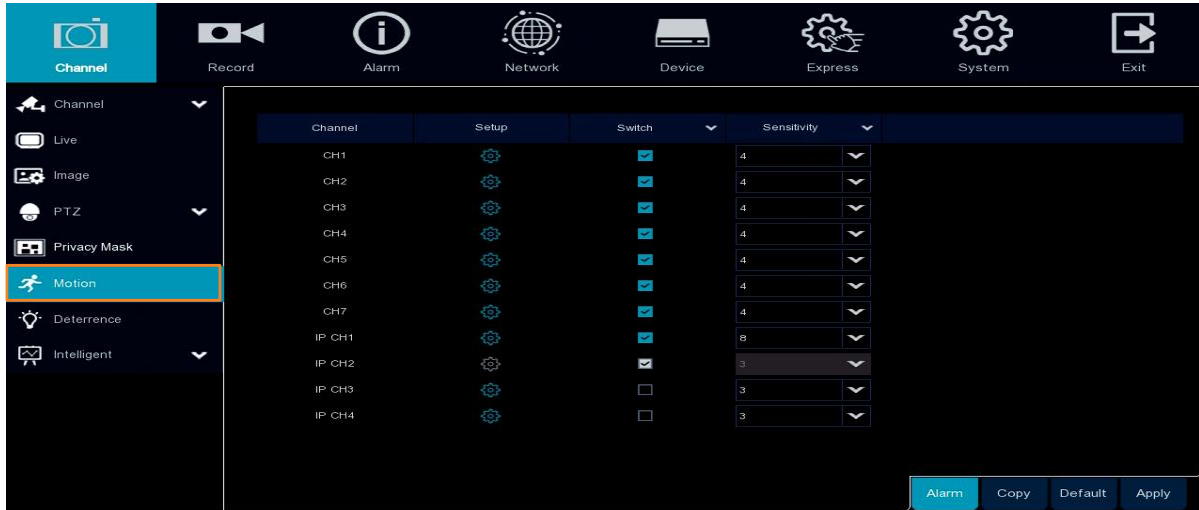 Channel Record Alarm Network Device Express System Exit
Channel
Live
Image
PTZ
Privacy Mask
Motion
Deterrence
Intelligent
Channel Setup Switch Sensitivity
CH1 4
CH2 4
CH3 4
CH4 4
CH5 4
CH6 4
CH7 4
IP CH1 8
IP CH2 3
IP CH3 3
IP CH4 3
Alarm Copy Default Apply